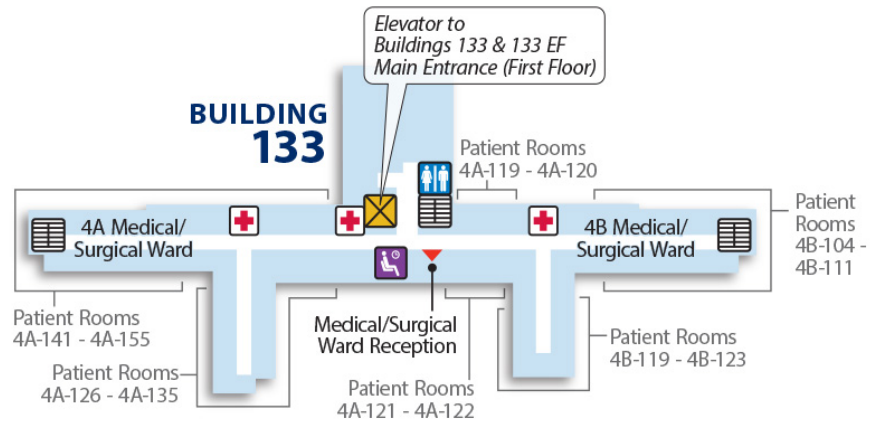 Elevator to
Buildings 133 & 133 EF
Main Entrance (First Floor)
BUILDING
133
Patient Rooms
4A-119 - 4A-120
4A Medical/
Surgical Ward
4B Medical/
Surgical Ward
Patient
Rooms
4B-104 -
4B-111
Patient Rooms
4A-141 - 4A-155
Medical/Surgical
Ward Reception
Patient Rooms
4B-119 - 4B-123
Patient Rooms
4A-126 - 4A-135
Patient Rooms
4A-121 - 4A-122